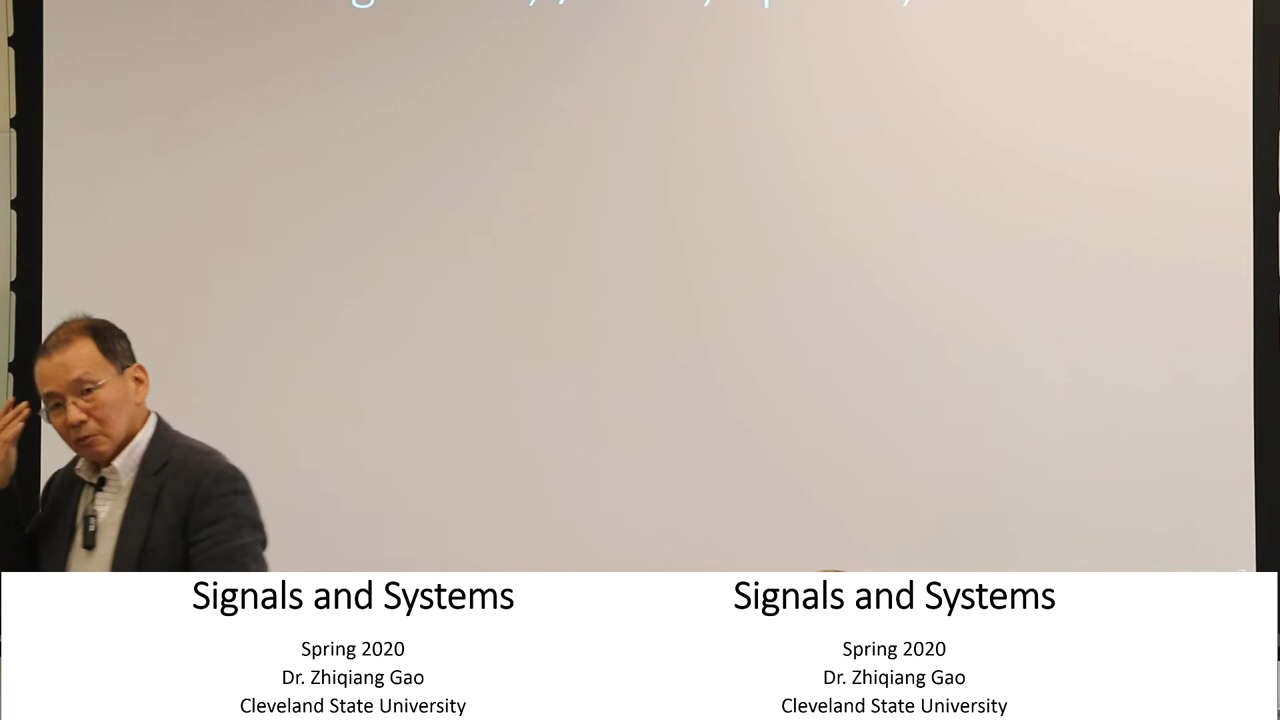 Signals and Systems
Spring 2020
Dr. Zhiqiang Gao
Cleveland State University
Signals and Systems
Spring 2020
Dr. Zhiqiang Gao
Cleveland State University